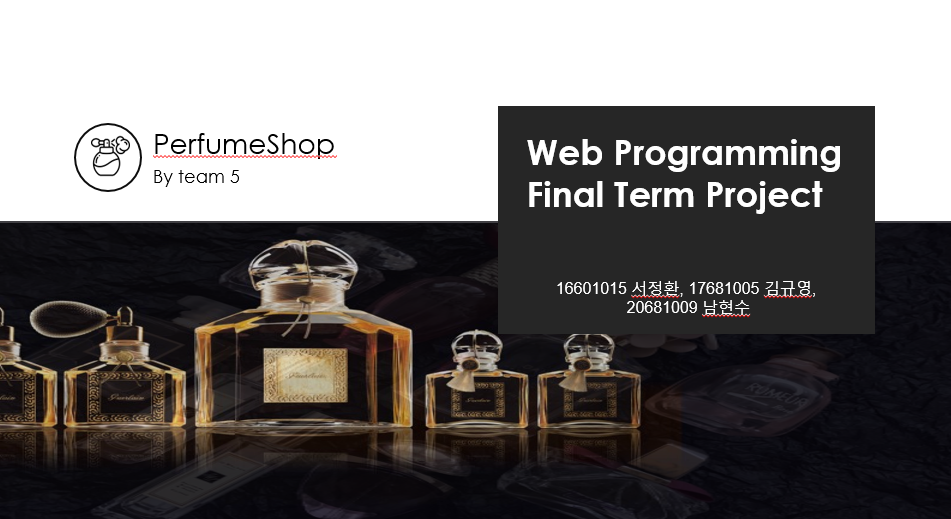 PerfumeShop
By team 5
Web Programming
Final Term Project
16601015 서정환, 17681005 김규영,
20681009 남현수